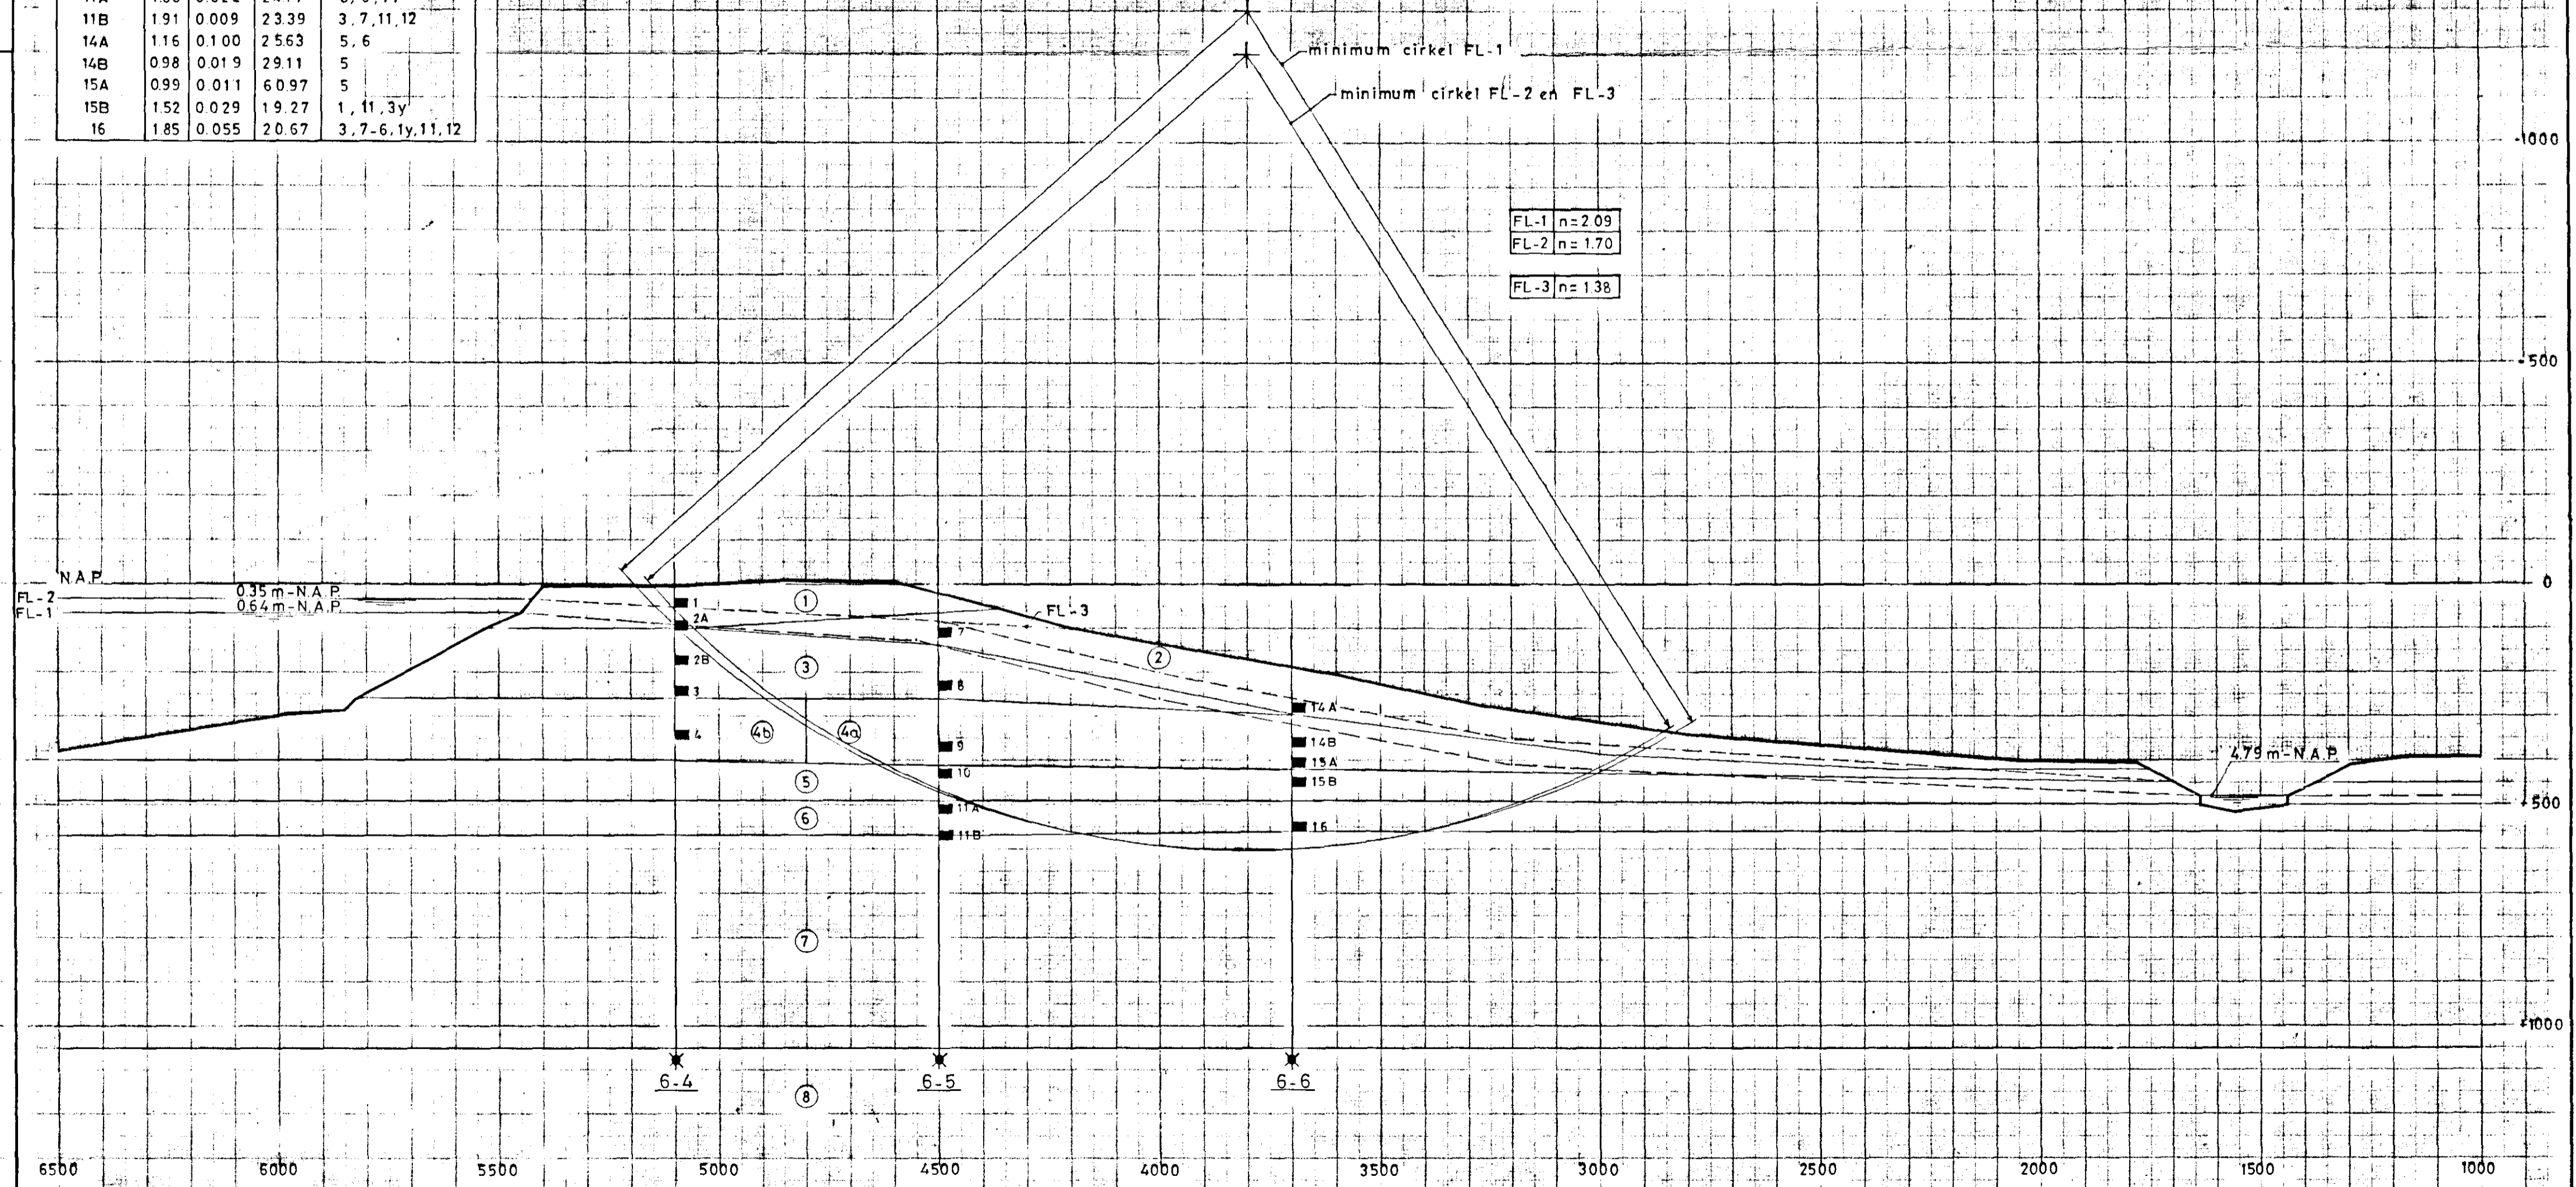 11B 1.91 0.009 23.39 3, 7, 11, 12
14A 1.16 0.100 25.63 5, 6
14B 0.98 0.019 29.11 5
15A 0.99 0.011 60.97 5
15B 1.52 0.029 19.27 1, 11, 3y
16 1.85 0.055 20.67 3, 7-6, 1y, 11, 12
minimum cirkel FL-1
minimum cirkel FL-2 en FL-3
1000
FL-1 n=2.09
FL-2 n=1.70
FL-3 n=1.38
500
N.A.P.
0
FL-2
0.35 m-N.A.P.
FL-1
0.64 m-N.A.P.
1
1
FL-3
2A
7
2
2B
3
3
8
14A
4
4b
4a
9
14B
4.79 m-N.A.P.
15A
10
5
15B
500
11A
6
16
11B
7
1000
6-4
6-5
6-6
8
6500 6000 5500 5000 4500 4000 3500 3000 2500 2000 1500 1000